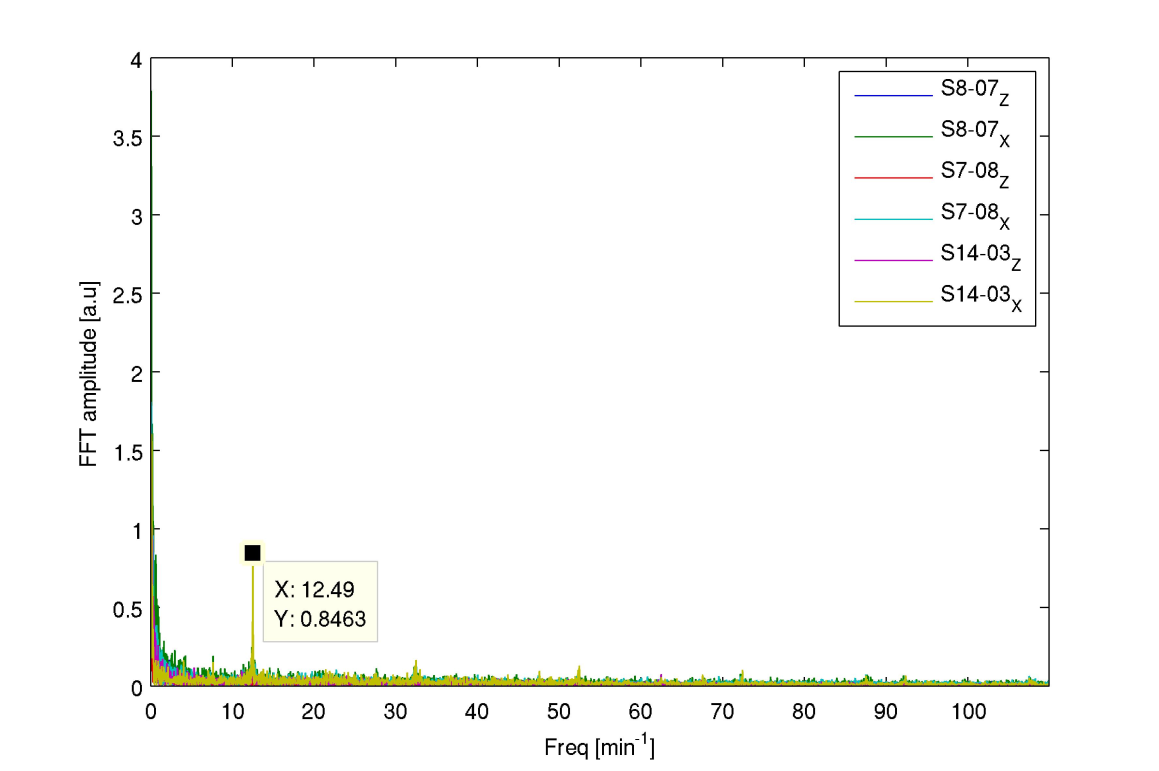 4
3.5
3
2.5
2
1.5
1
0.5
0
FFT amplitude [a.u]
S8-07Z
S8-07X
S7-08Z
S7-08X
S14-03Z
S14-03X
X: 12.49
Y: 0.8463
0 10 20 30 40 50 60 70 80 90 100
Freq [min-1]